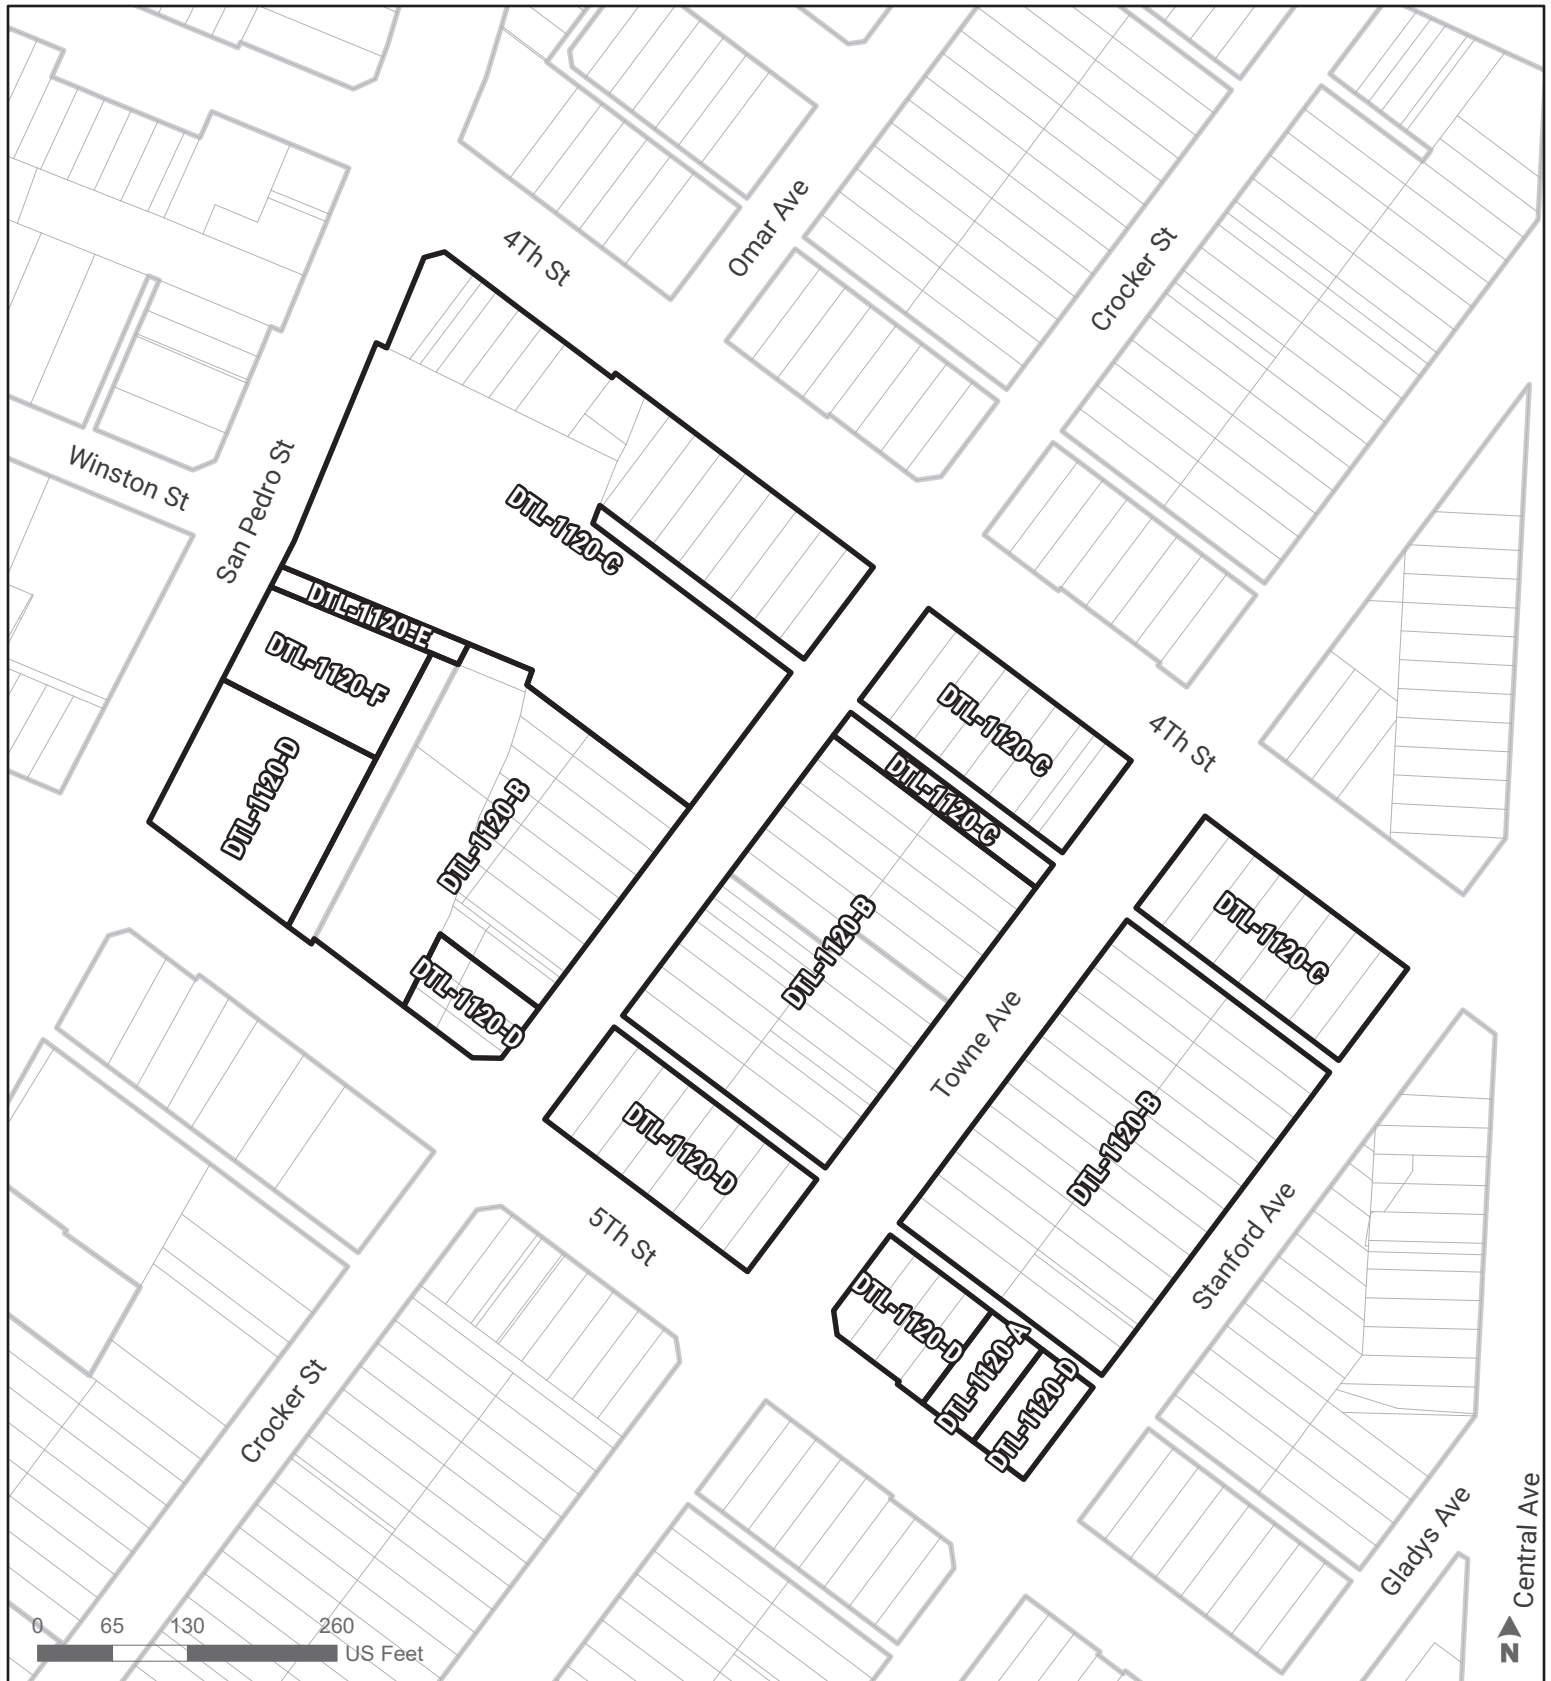 4Th St
Omar Ave
Crocker St
Winston St
San Pedro St
DTL-1120-C
DTL-1120-E
DTL-1120-F
DTL-1120-D
DTL-1120-B
DTL-1120-D
DTL-1120-C
DTL-1120-C
4Th St
DTL-1120-B
DTL-1120-C
Towne Ave
DTL-1120-D
DTL-1120-B
5Th St
Stanford Ave
DTL-1120-D
DTL-1120-A
DTL-1120-D
Crocker St
Gladys Ave
Central Ave
0 65 130 260
US Feet
N